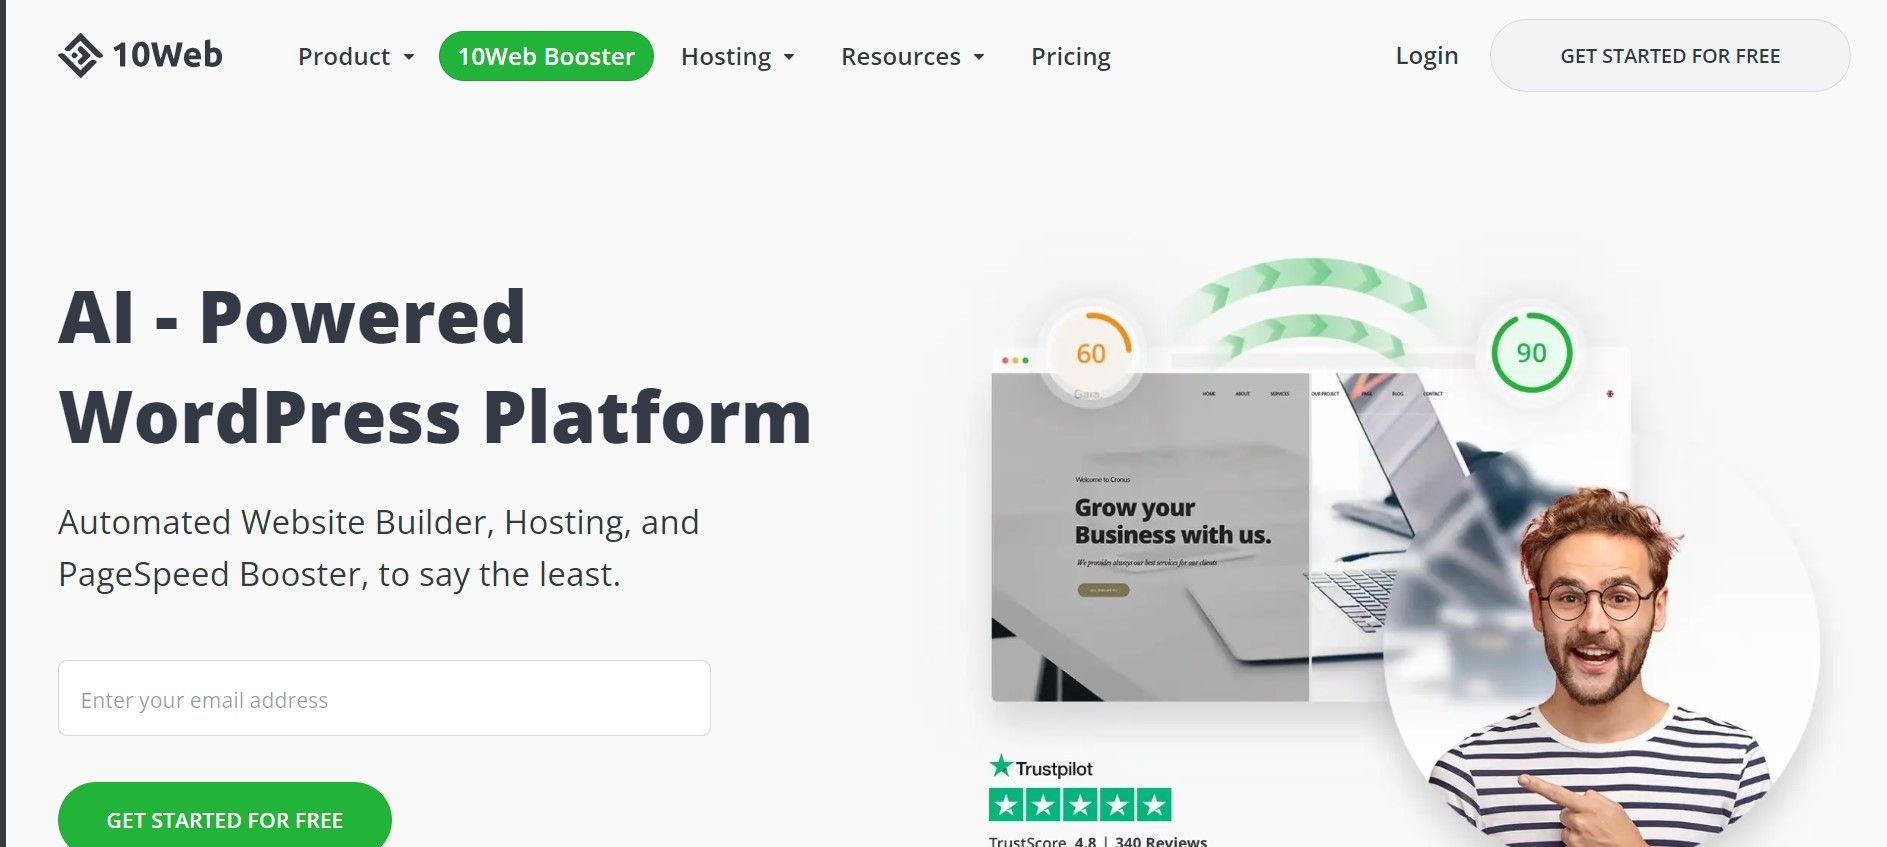 10Web
Product
10Web Booster
Hosting
Resources
Pricing
Login
GET STARTED FOR FREE
AI - Powered
WordPress Platform
Automated Website Builder, Hosting, and
PageSpeed Booster, to say the least.
Enter your email address
GET STARTED FOR FREE
60
90
Gaia
HOME ABOUT SERVICES OUR PROJECT PAGE BLOG CONTACT
Welcome to Cronus
Grow your
Business with us.
We provides always our best services for our clients
Trustpilot
TrustScore 4.8 | 340 Reviews